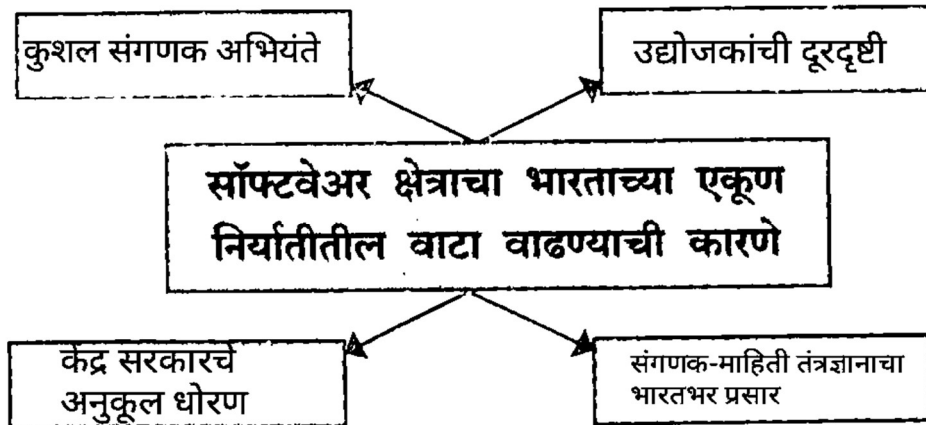 कुशल संगणक अभियंते
उद्योजकांची दूरदृष्टी
सॉफ्टवेअर क्षेत्राचा भारताच्या एकूण
निर्यातीतील वाटा वाढण्याची कारणे
केंद्र सरकारचे
अनुकूल धोरण
संगणक-माहिती तंत्रज्ञानाचा
भारतभर प्रसार